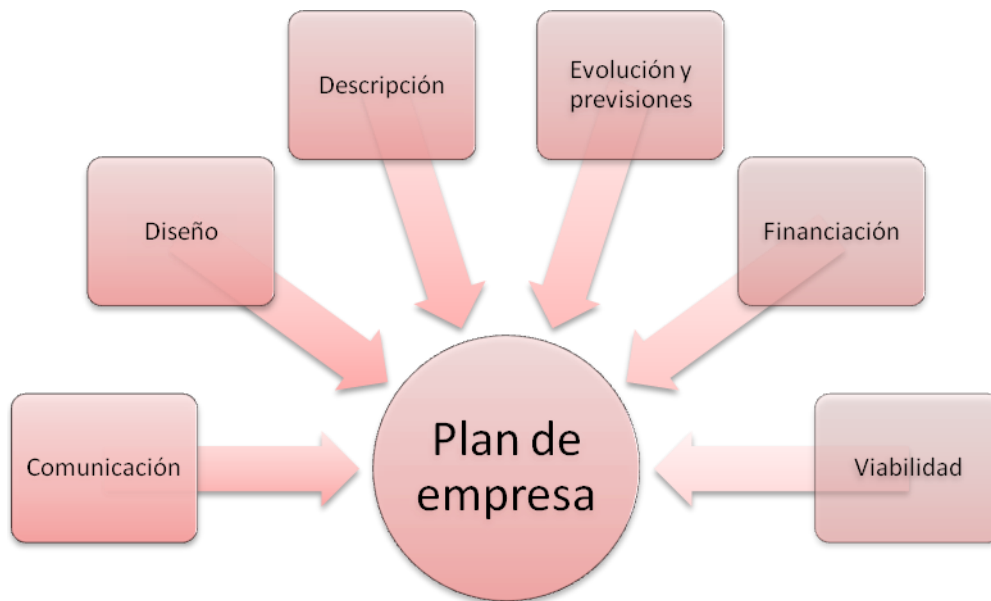 Descripción
Evolución y
previsiones
Diseño
Financiación
Comunicación
Plan de
empresa
Viabilidad